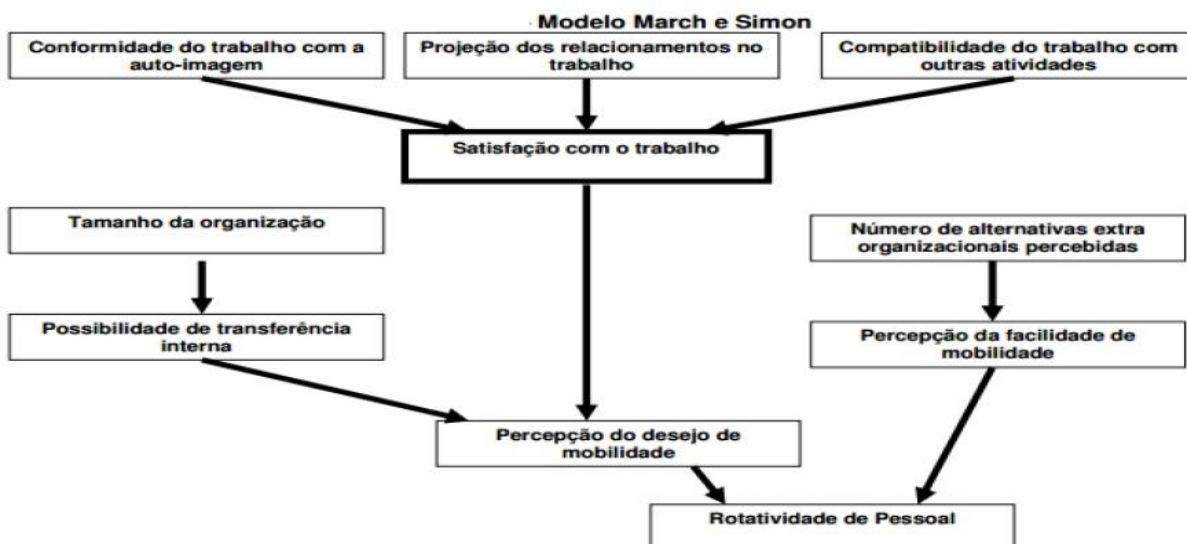 Modelo March e Simon
Conformidade do trabalho com a
auto-imagem
Projeção dos relacionamentos no
trabalho
Compatibilidade do trabalho com
outras atividades
Satisfação com o trabalho
Tamanho da organização
Número de alternativas extra
organizacionais percebidas
Possibilidade de transferência
interna
Percepção da facilidade de
mobilidade
Percepção do desejo de
mobilidade
Rotatividade de Pessoal